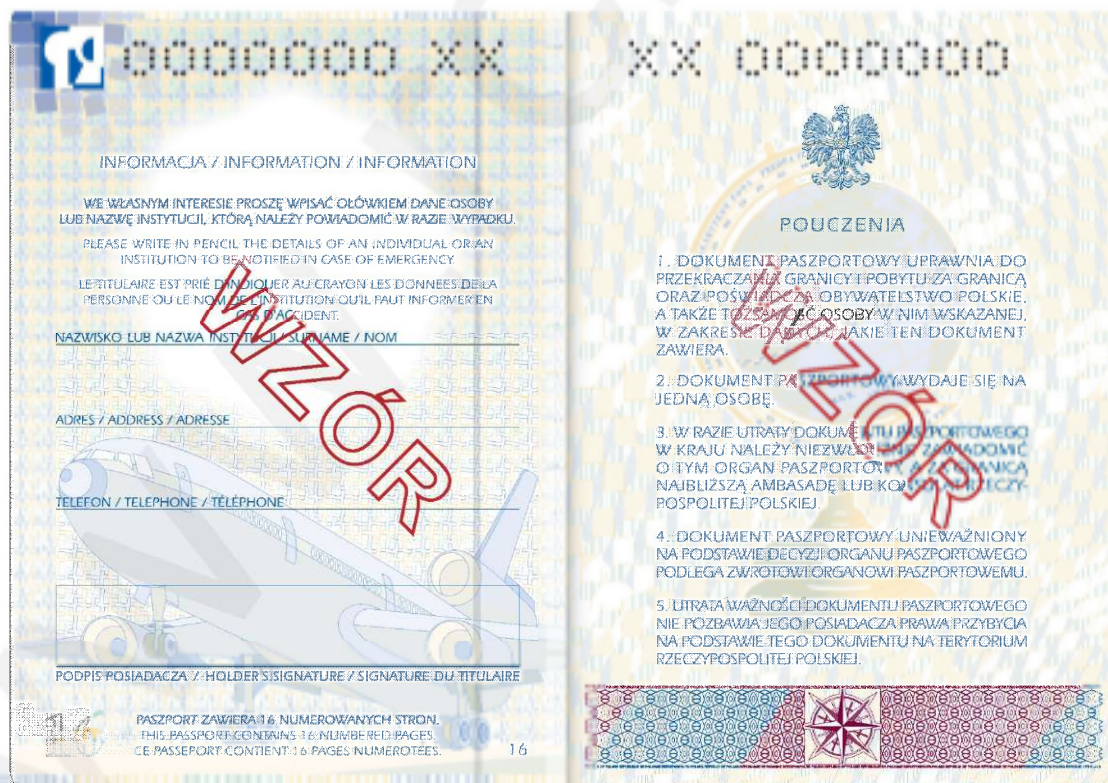 0000000 XX
INFORMACJA / INFORMATION / INFORMATION
WE WŁASNYM INTERESIE PROSZĘ WPISAĆ OŁÓWKIEM DANE OSOBY
LUB NAZWĘ INSTYTUCJI, KTÓRĄ NALEŻY POWIADOMIĆ W RAZIE WYPADKU.
PLEASE WRITE IN PENCIL THE DETAILS OF AN INDIVIDUAL OR AN
INSTITUTION TO BE NOTIFIED IN CASE OF EMERGENCY
LE TITULAIRE EST PRIÉ D'INDIQUER AU CRAYON LES DONNEES DE LA
PERSONNE OU LE NOM DE L'INSTITUTION QU'IL FAUT INFORMER EN
CAS D'ACCIDENT.
NAZWISKO LUB NAZWA INSTYTUCJI / SURNAME / NOM
ADRES / ADDRESS / ADRESSE
TELEFON / TELEPHONE / TÉLÉPHONE
WZÓR
PODPIS POSIADACZA / HOLDER'S SIGNATURE / SIGNATURE DU TITULAIRE
PASZPORT ZAWIERA 16 NUMEROWANYCH STRON.
THIS PASSPORT CONTAINS 16 NUMBERED PAGES.
CE PASSEPORT CONTIENT 16 PAGES NUMEROTÉES.
16
XX 0000000
POUCZENIA
1. DOKUMENT PASZPORTOWY UPRAWNIA DO
PRZEKRACZANIA GRANICY I POBYTU ZA GRANICĄ
ORAZ POŚWIADCZA OBYWATELSTWO POLSKIE,
A TAKŻE TOŻSAMOŚĆ OSOBY W NIM WSKAZANEJ,
W ZAKRESIE DANYCH, JAKIE TEN DOKUMENT
ZAWIERA.
2. DOKUMENT PASZPORTOWY WYDAJE SIĘ NA
JEDNĄ OSOBĘ.
3. W RAZIE UTRATY DOKUMENTU PASZPORTOWEGO
W KRAJU NALEŻY NIEZWŁOCZNIE ZAWIADOMIĆ
O TYM ORGAN PASZPORTOWY, A ZA GRANICĄ
NAJBLIŻSZĄ AMBASADĘ LUB KONSULAT RZECZY-
POSPOLITEJ POLSKIEJ.
4. DOKUMENT PASZPORTOWY UNIEWAŻNIONY
NA PODSTAWIE DECYZJI ORGANU PASZPORTOWEGO
PODLEGA ZWROTOWI ORGANOWI PASZPORTOWEMU.
5. UTRATA WAŻNOŚCI DOKUMENTU PASZPORTOWEGO
NIE POZBAWIA JEGO POSIADACZA PRAWA PRZYBYCIA
NA PODSTAWIE TEGO DOKUMENTU NA TERYTORIUM
RZECZYPOSPOLITEJ POLSKIEJ.
WZÓR